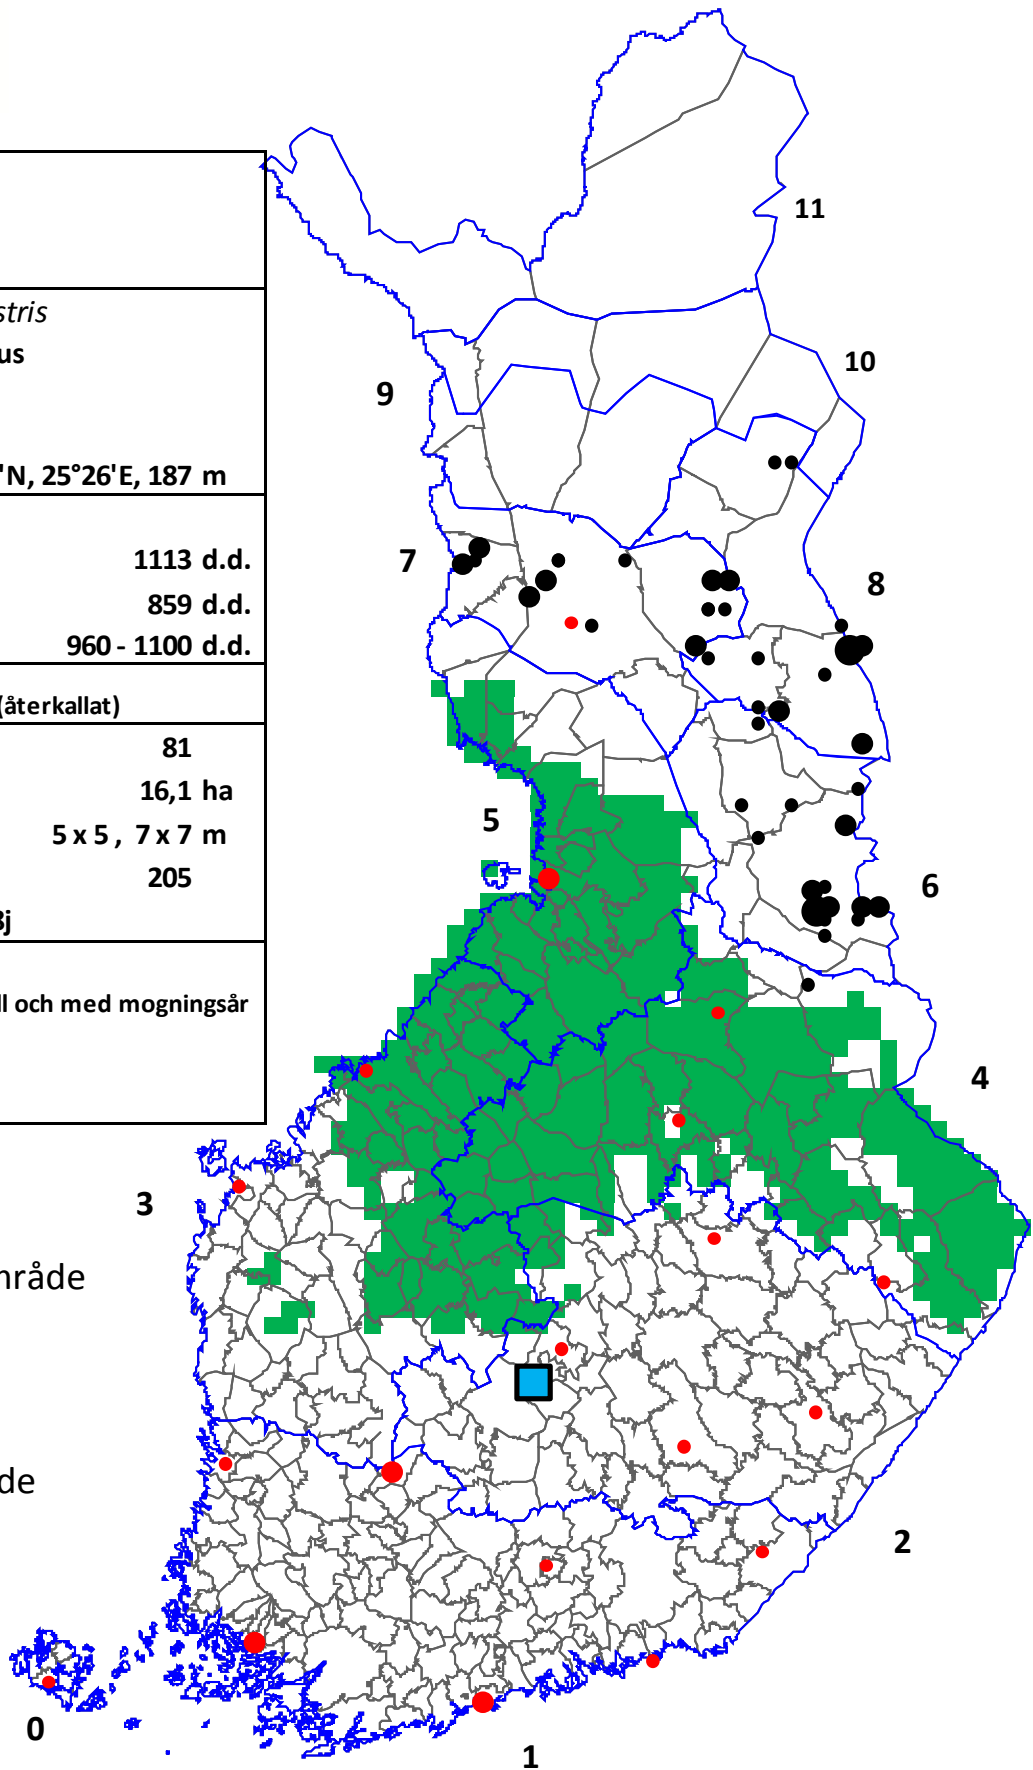 stris
us
'N, 25°26'E, 187 m
1113 d.d.
859 d.d.
960 - 1100 d.d.
(återkallat)
81
16,1 ha
5 x 5 , 7 x 7 m
205
3j
ll och med mogningsår
nråde
de
11
10
9
8
7
6
5
4
3
2
1
0